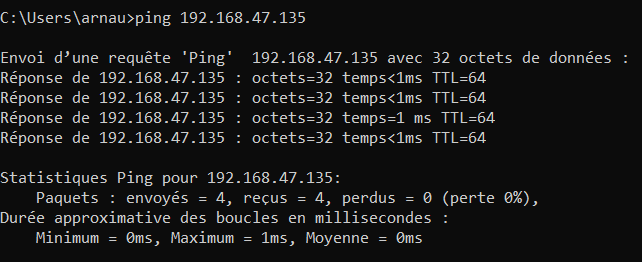 C:\Users\arnau>ping 192.168.47.135
Envoi d’une requête 'Ping'  192.168.47.135 avec 32 octets de données :
Réponse de 192.168.47.135 : octets=32 temps<1ms TTL=64
Réponse de 192.168.47.135 : octets=32 temps<1ms TTL=64
Réponse de 192.168.47.135 : octets=32 temps=1 ms TTL=64
Réponse de 192.168.47.135 : octets=32 temps<1ms TTL=64
Statistiques Ping pour 192.168.47.135:
    Paquets : envoyés = 4, reçus = 4, perdus = 0 (perte 0%),
Durée approximative des boucles en millisecondes :
    Minimum = 0ms, Maximum = 1ms, Moyenne = 0ms